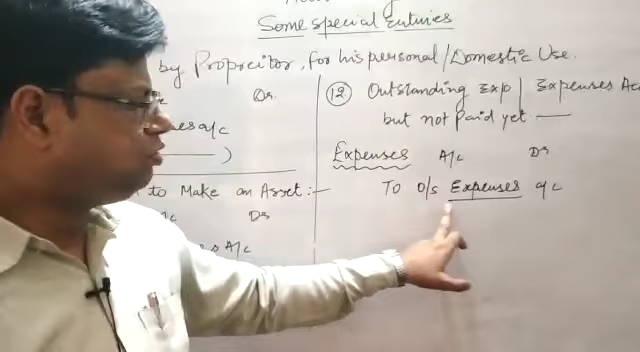 Some special entries
by Proprietor, for his personal/Domestic Use.
Dr.
a/c
)
to Make an Asset:-
Dr
A/c
(12) Outstanding Exp | Expenses Ac
but not Paid yet —
Expenses A/c Dr
To O/s Expenses a/c